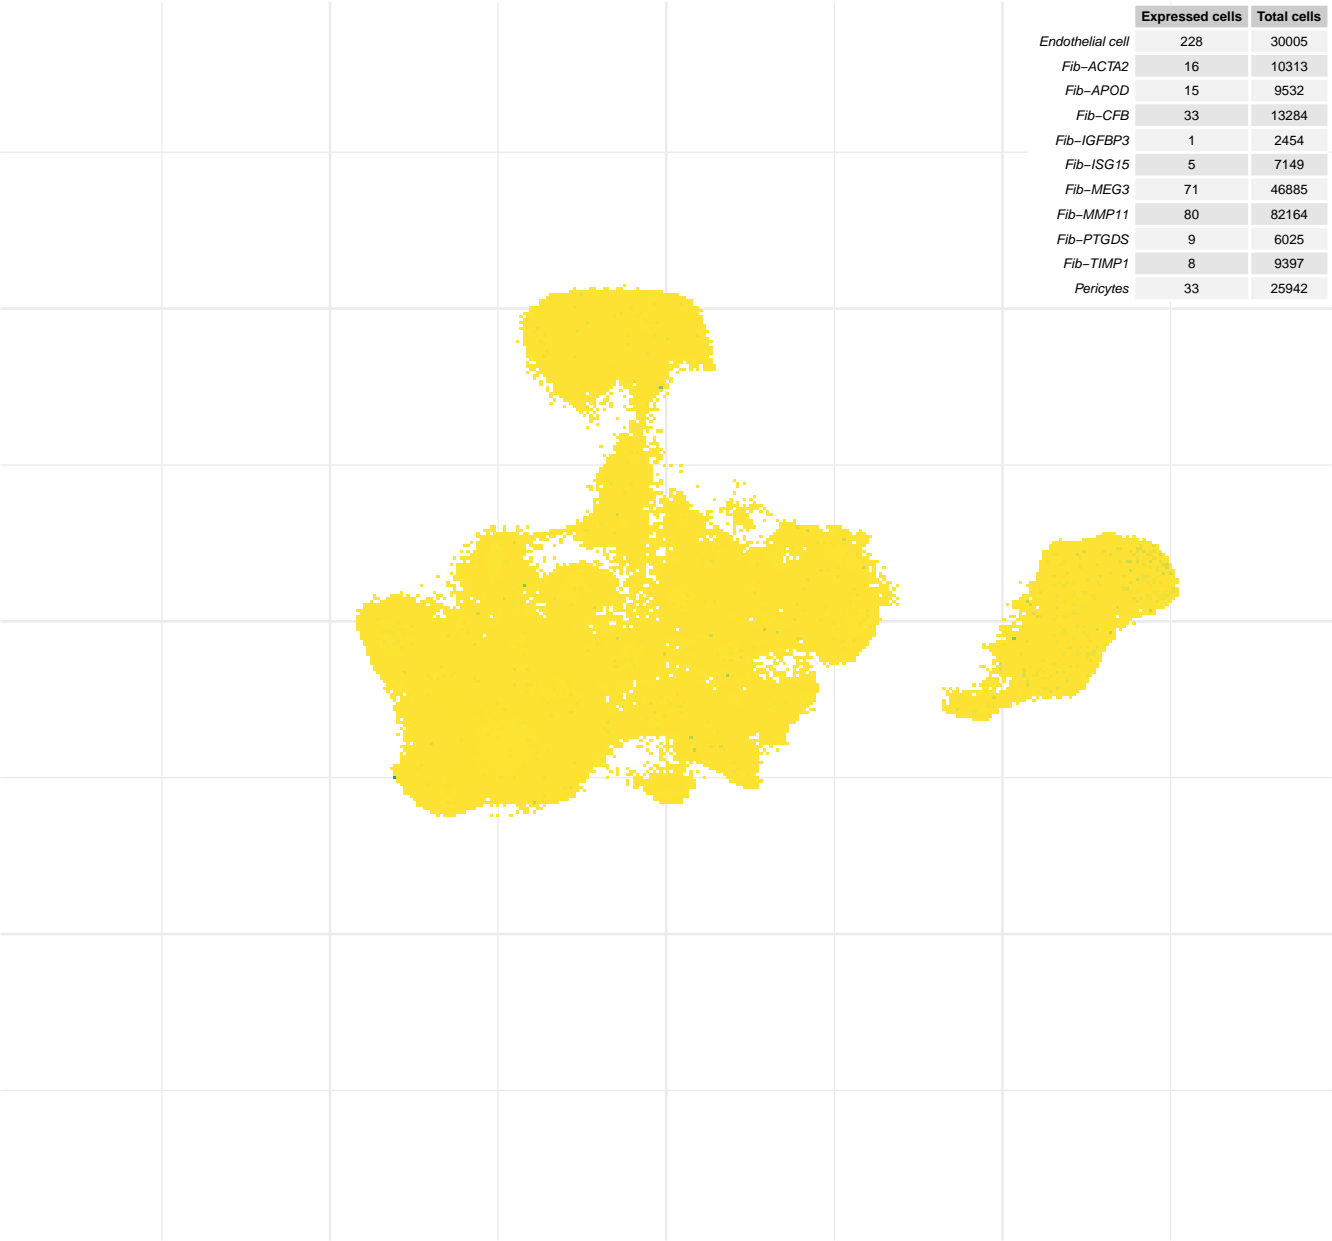 Expressed cells Total cells
Endothelial cell 228 30005
Fib−ACTA2 16 10313
Fib−APOD 15 9532
Fib−CFB 33 13284
Fib−IGFBP3 1 2454
Fib−ISG15 5 7149
Fib−MEG3 71 46885
Fib−MMP11 80 82164
Fib−PTGDS 9 6025
Fib−TIMP1 8 9397
Pericytes 33 25942